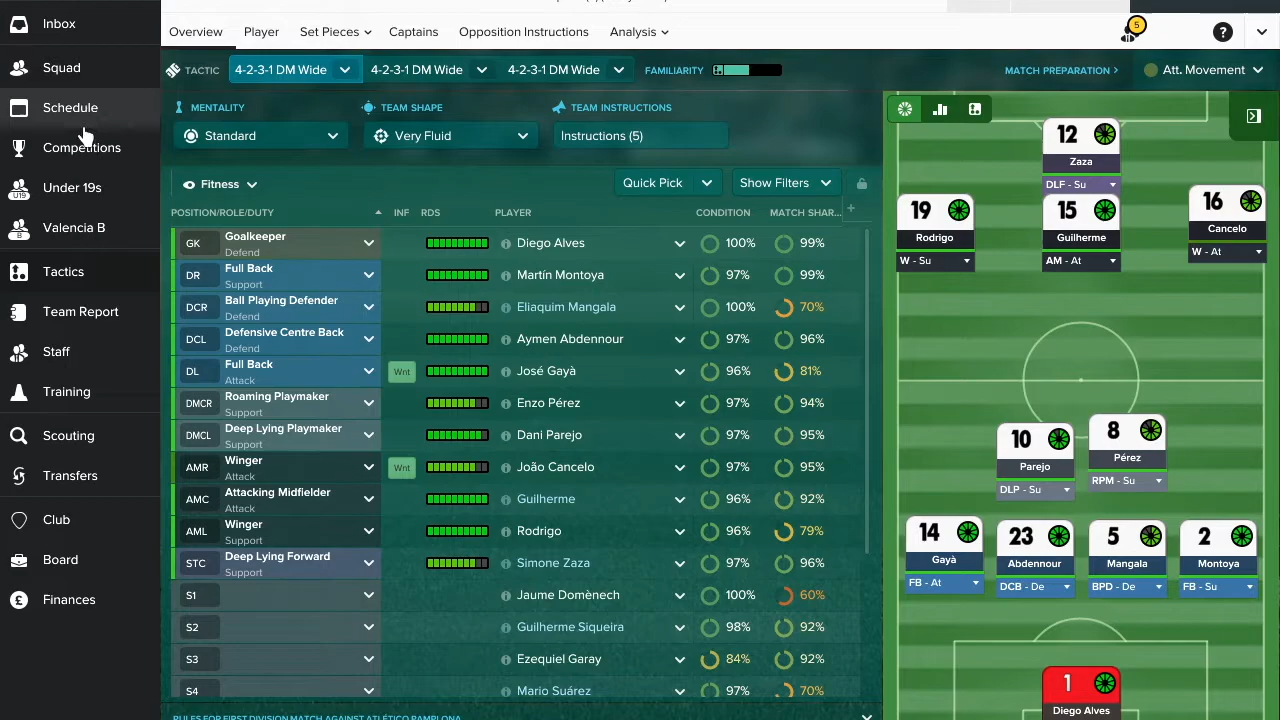 Inbox
Squad
Schedule
Competitions
U19
Under 19s
B
Valencia B
Tactics
Team Report
Staff
Training
Scouting
Transfers
Club
Board
Finances
Overview
Player
Set Pieces
Captains
Opposition Instructions
Analysis
5
?
TACTIC
4-2-3-1 DM Wide
4-2-3-1 DM Wide
4-2-3-1 DM Wide
FAMILIARITY
MATCH PREPARATION >
Att. Movement
MENTALITY
TEAM SHAPE
TEAM INSTRUCTIONS
Standard
Very Fluid
Instructions (5)
Fitness
Quick Pick
Show Filters
POSITION/ROLE/DUTY INF RDS PLAYER CONDITION MATCH SHAR... +
GK Goalkeeper Diego Alves 100% 99%
Defend
DR Full Back Martín Montoya 97% 99%
Support
DCR Ball Playing Defender Eliaquim Mangala 100% 70%
Defend
DCL Defensive Centre Back Aymen Abdennour 97% 96%
Defend
DL Full Back Wnt José Gayà 96% 81%
Attack
DMCR Roaming Playmaker Enzo Pérez 97% 94%
Support
DMCL Deep Lying Playmaker Dani Parejo 97% 95%
Support
AMR Winger Wnt João Cancelo 97% 95%
Attack
AMC Attacking Midfielder Guilherme 96% 92%
Attack
AML Winger Rodrigo 96% 79%
Support
STC Deep Lying Forward Simone Zaza 97% 96%
Support
S1 Jaume Domènech 100% 60%
S2 Guilherme Siqueira 98% 92%
S3 Ezequiel Garay 84% 92%
S4 Mario Suárez 97% 70%
RULES FOR FIRST DIVISION MATCH AGAINST ATLÉTICO PAMPLONA
12
Zaza
DLF - Su
19
Rodrigo
W - Su
15
Guilherme
AM - At
16
Cancelo
W - At
10
Parejo
DLP - Su
8
Pérez
RPM - Su
14
Gayà
FB - At
23
Abdennour
DCB - De
5
Mangala
BPD - De
2
Montoya
FB - Su
1
Diego Alves